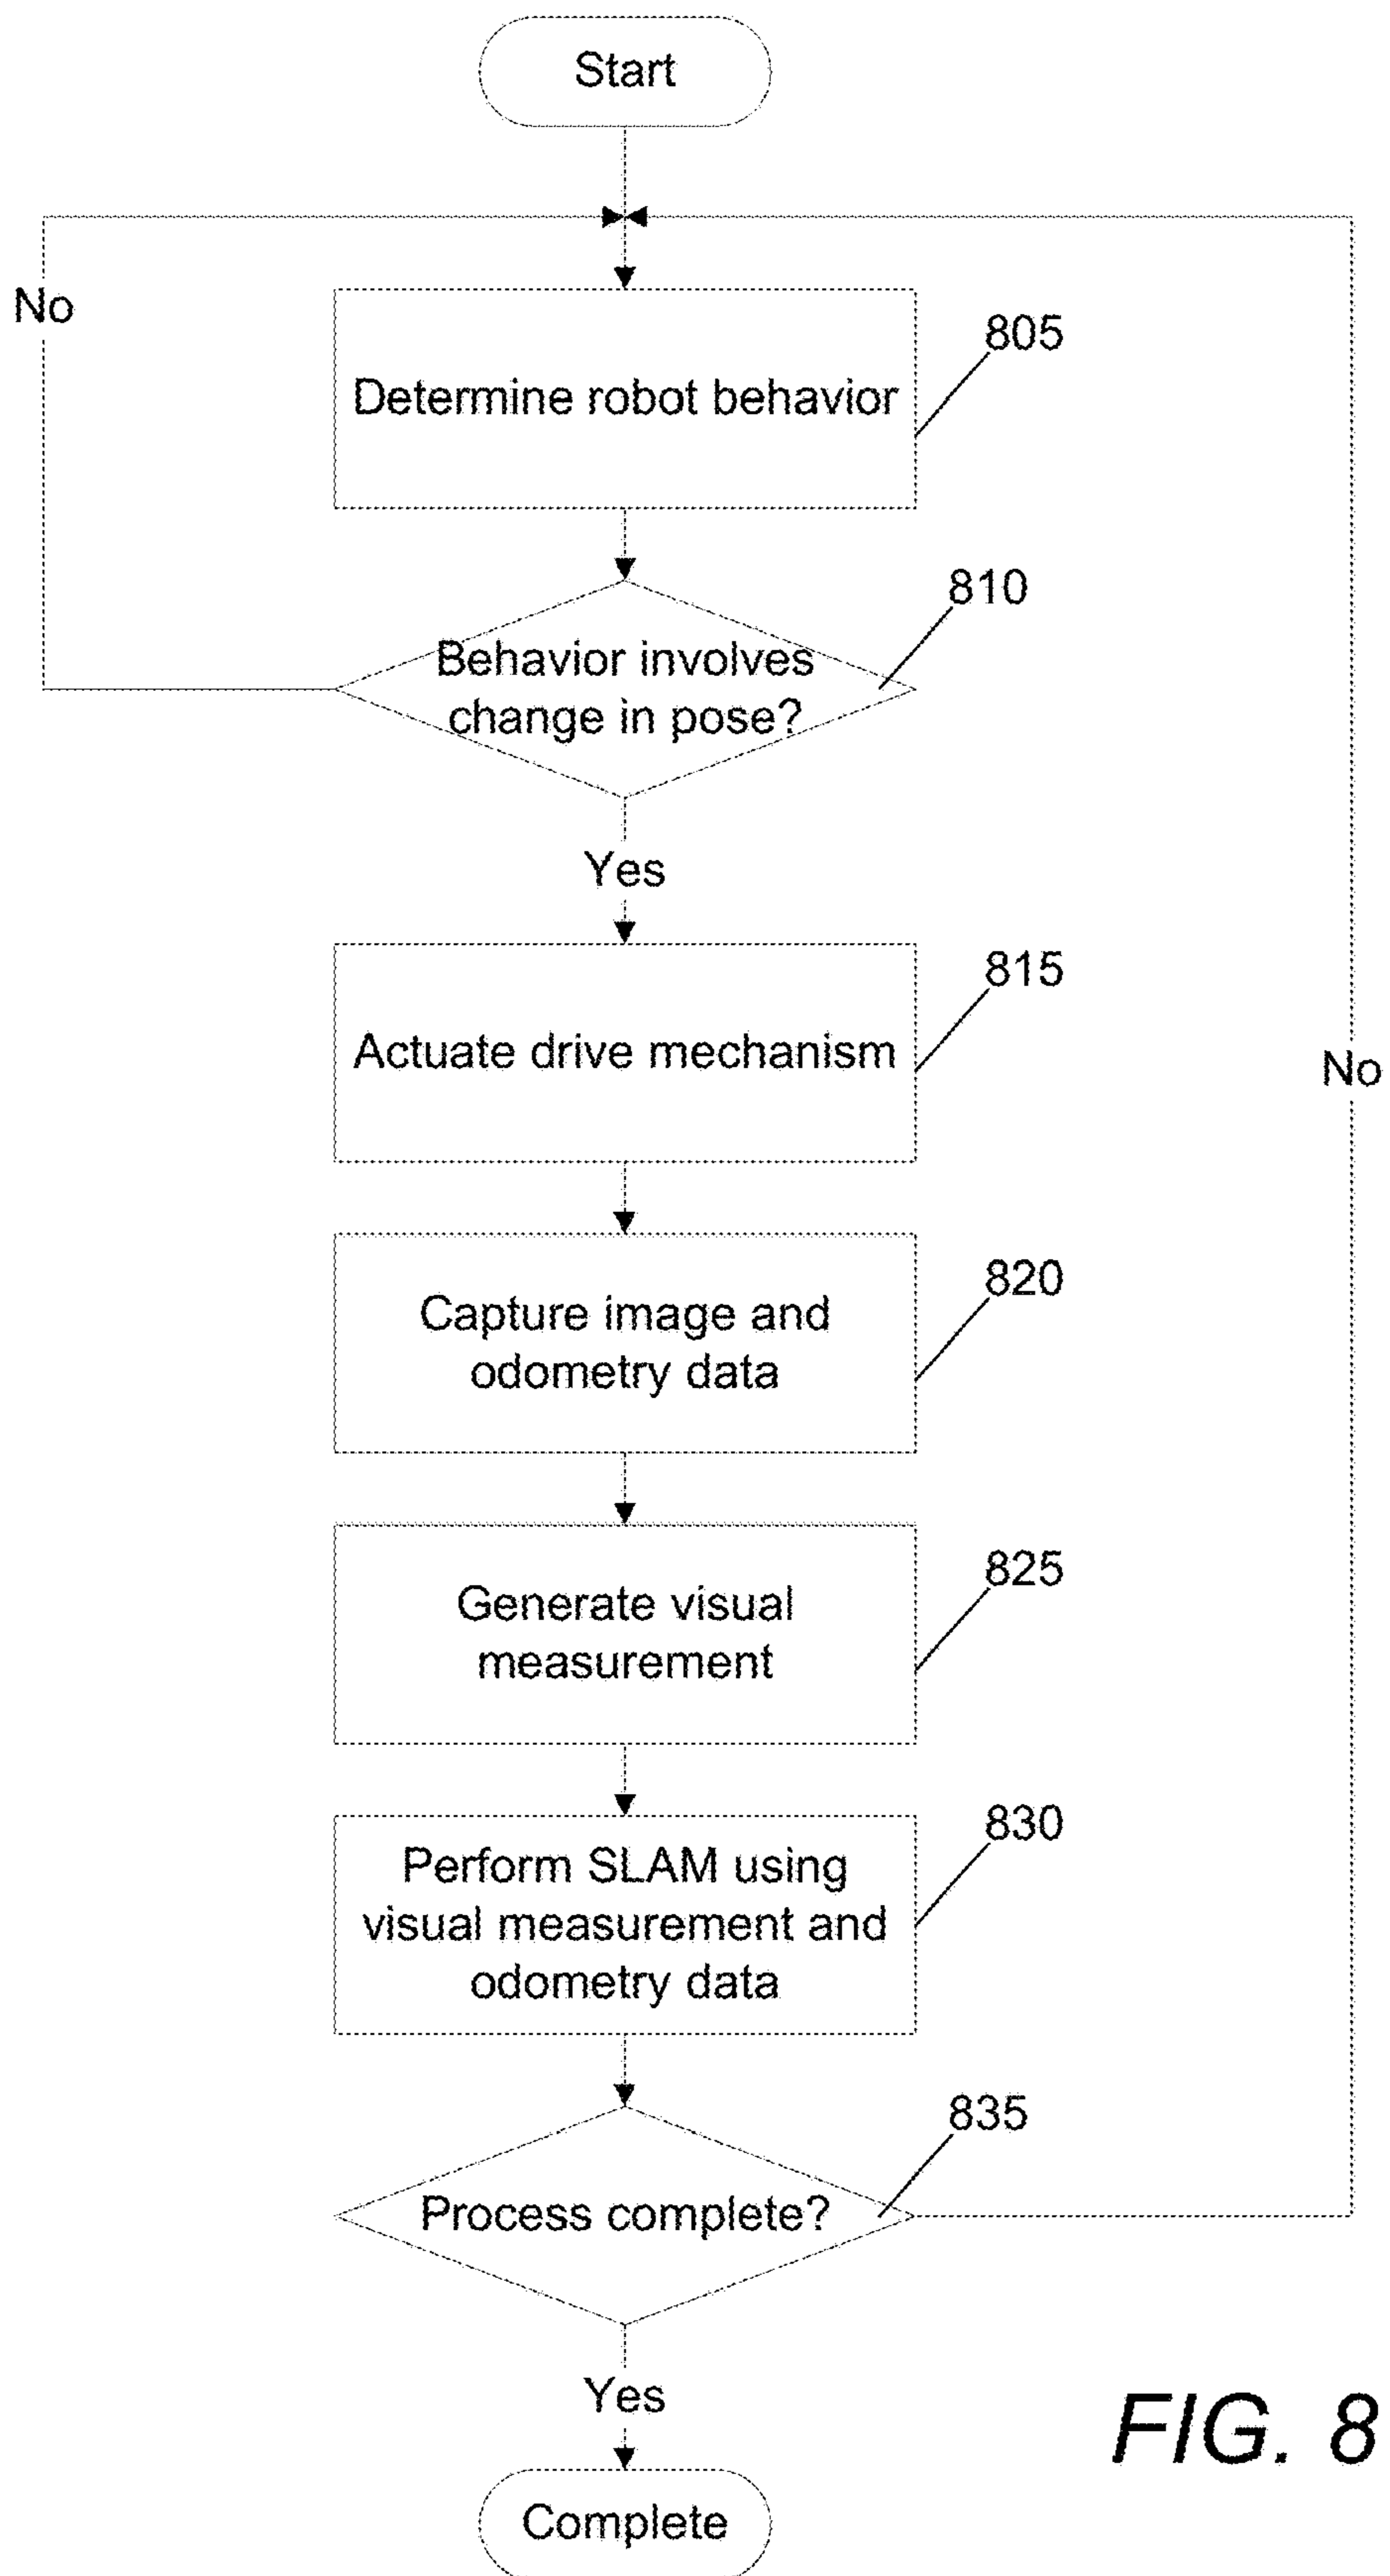 Start
No
805
Determine robot behavior
810
Behavior involves
change in pose?
Yes
815
Actuate drive mechanism
No
820
Capture image and
odometry data
825
Generate visual
measurement
830
Perform SLAM using
visual measurement and
odometry data
835
Process complete?
Yes
FIG. 8
Complete